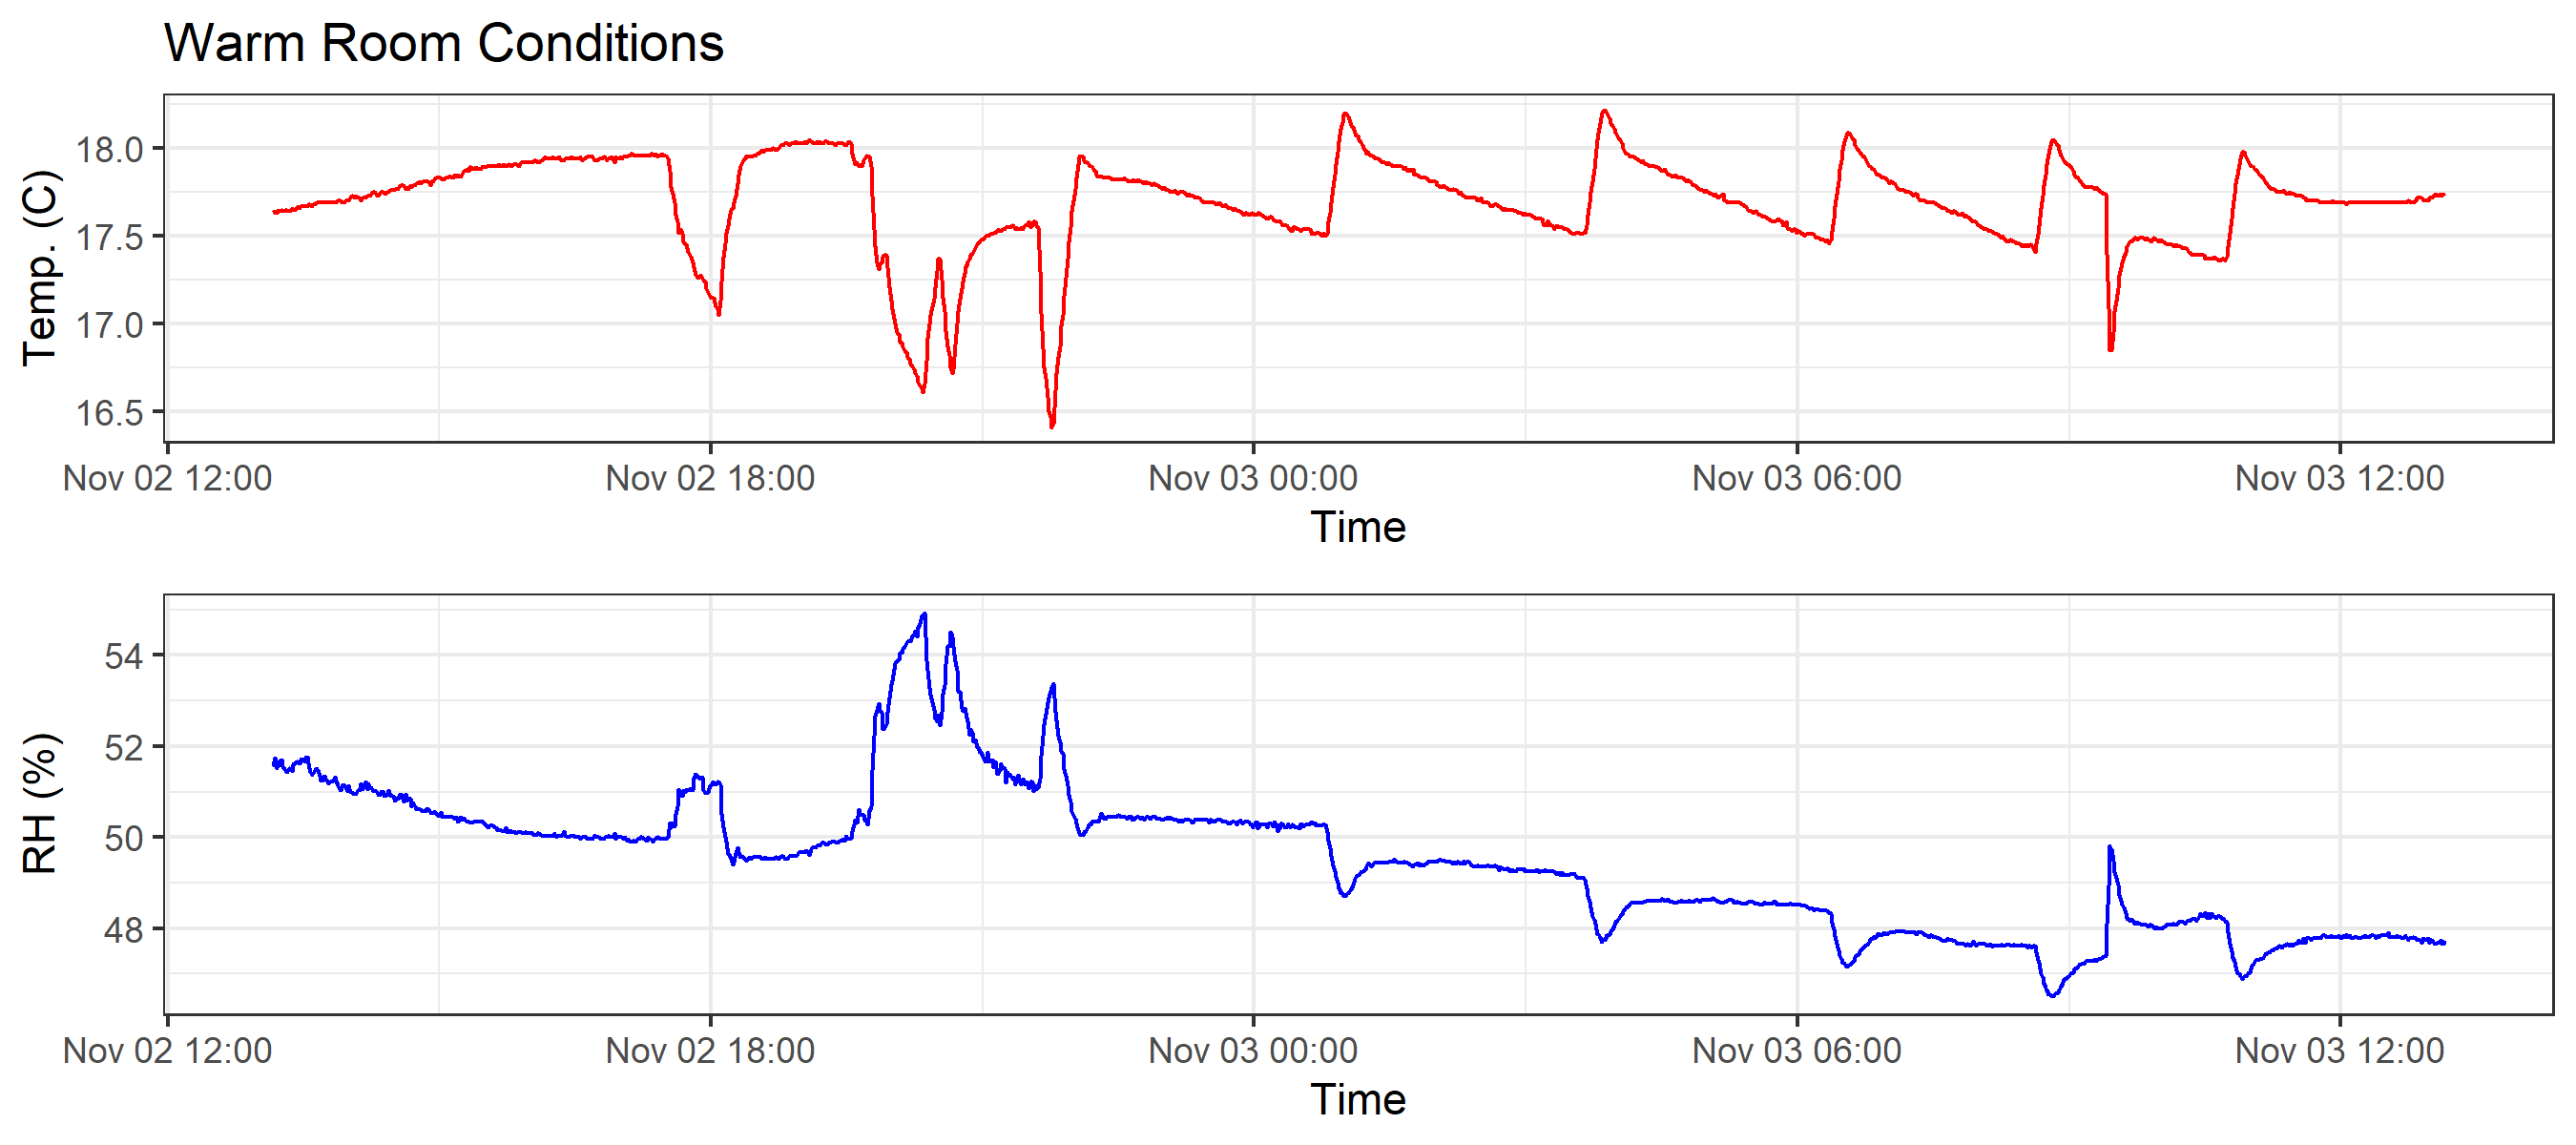 Warm Room Conditions
Temp. (C)
18.0
17.5
17.0
16.5
Nov 02 12:00 Nov 02 18:00 Nov 03 00:00 Nov 03 06:00 Nov 03 12:00
Time
RH (%)
54
52
50
48
Nov 02 12:00 Nov 02 18:00 Nov 03 00:00 Nov 03 06:00 Nov 03 12:00
Time